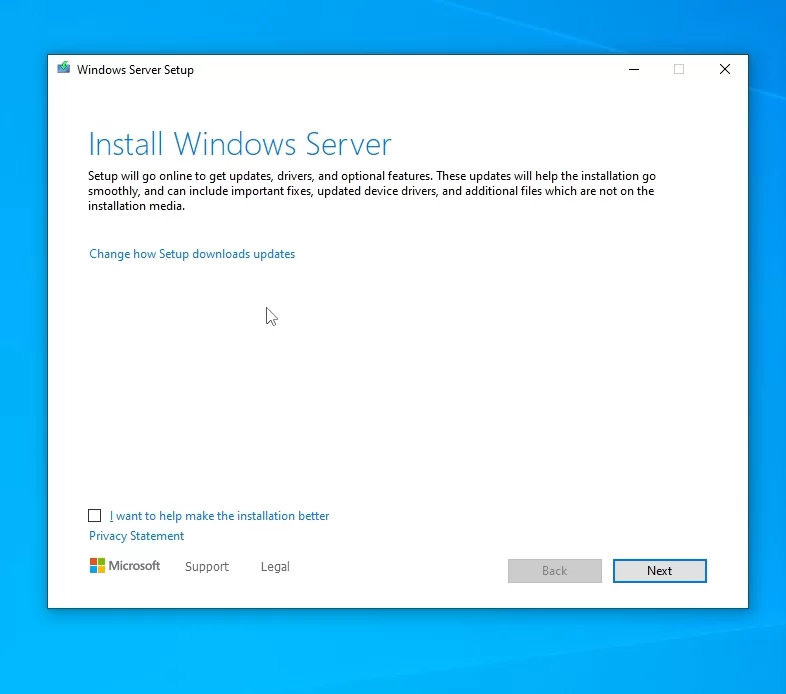 Windows Server Setup
Install Windows Server
Setup will go online to get updates, drivers, and optional features. These updates will help the installation go
smoothly, and can include important fixes, updated device drivers, and additional files which are not on the
installation media.
Change how Setup downloads updates
I want to help make the installation better
Privacy Statement
Microsoft Support Legal Back Next